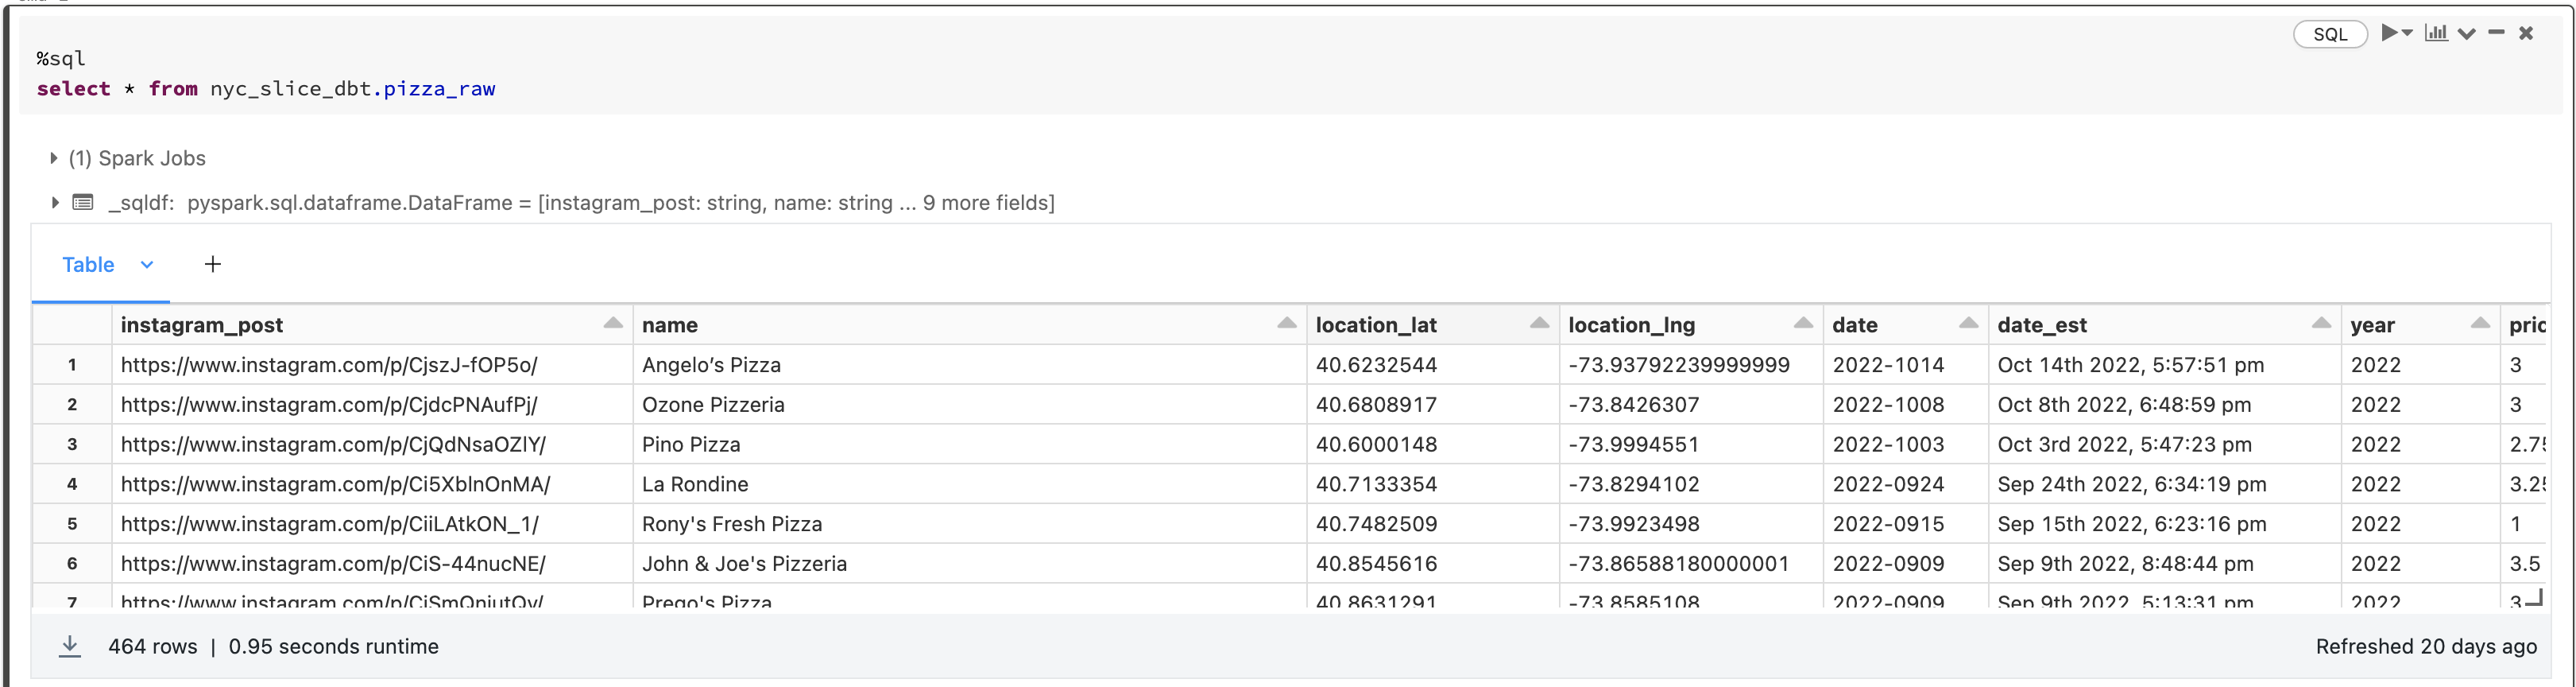 SQL
%sql
select * from nyc_slice_dbt.pizza_raw
(1) Spark Jobs
_sqldf: pyspark.sql.dataframe.DataFrame = [instagram_post: string, name: string ... 9 more fields]
Table +
instagram_post name location_lat location_lng date date_est year pric
1 https://www.instagram.com/p/CjszJ-fOP5o/ Angelo’s Pizza 40.6232544 -73.93792239999999 2022-1014 Oct 14th 2022, 5:57:51 pm 2022 3
2 https://www.instagram.com/p/CjdcPNAufPj/ Ozone Pizzeria 40.6808917 -73.8426307 2022-1008 Oct 8th 2022, 6:48:59 pm 2022 3
3 https://www.instagram.com/p/CjQdNsaOZlY/ Pino Pizza 40.6000148 -73.9994551 2022-1003 Oct 3rd 2022, 5:47:23 pm 2022 2.75
4 https://www.instagram.com/p/Ci5XblnOnMA/ La Rondine 40.7133354 -73.8294102 2022-0924 Sep 24th 2022, 6:34:19 pm 2022 3.25
5 https://www.instagram.com/p/CiiLAtkON_1/ Rony's Fresh Pizza 40.7482509 -73.9923498 2022-0915 Sep 15th 2022, 6:23:16 pm 2022 1
6 https://www.instagram.com/p/CiS-44nucNE/ John & Joe's Pizzeria 40.8545616 -73.86588180000001 2022-0909 Sep 9th 2022, 8:48:44 pm 2022 3.5
7 Prego's Pizza 40.8631291 -73.8585108 2022-0909 Sep 9th 2022, 5:13:31 pm 2022 3
464 rows | 0.95 seconds runtime
Refreshed 20 days ago